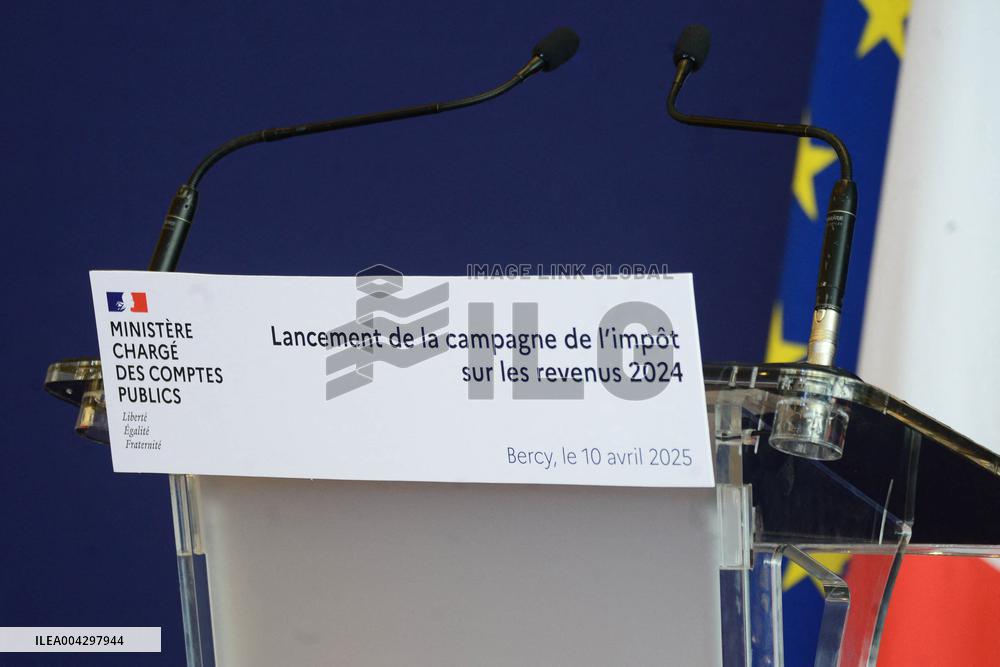 IMAGE LINK GLOBAL
ILG
MINISTÈRE
CHARGÉ
DES COMPTES
PUBLICS
Liberté
Égalité
Fraternité
Lancement de la campagne de l'impôt
sur les revenus 2024
Bercy, le 10 avril 2025
ILEA004297944